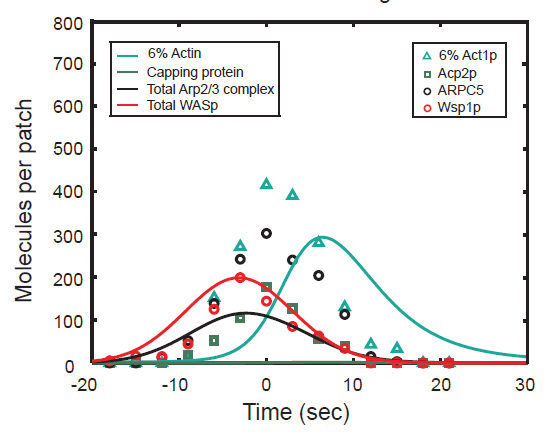 800
700
600
500
400
300
200
100
0
Molecules per patch
6% Actin
Capping protein
Total Arp2/3 complex
Total WASp
6% Act1p
Acp2p
ARPC5
Wsp1p
-20 -10 0 10 20 30
Time (sec)